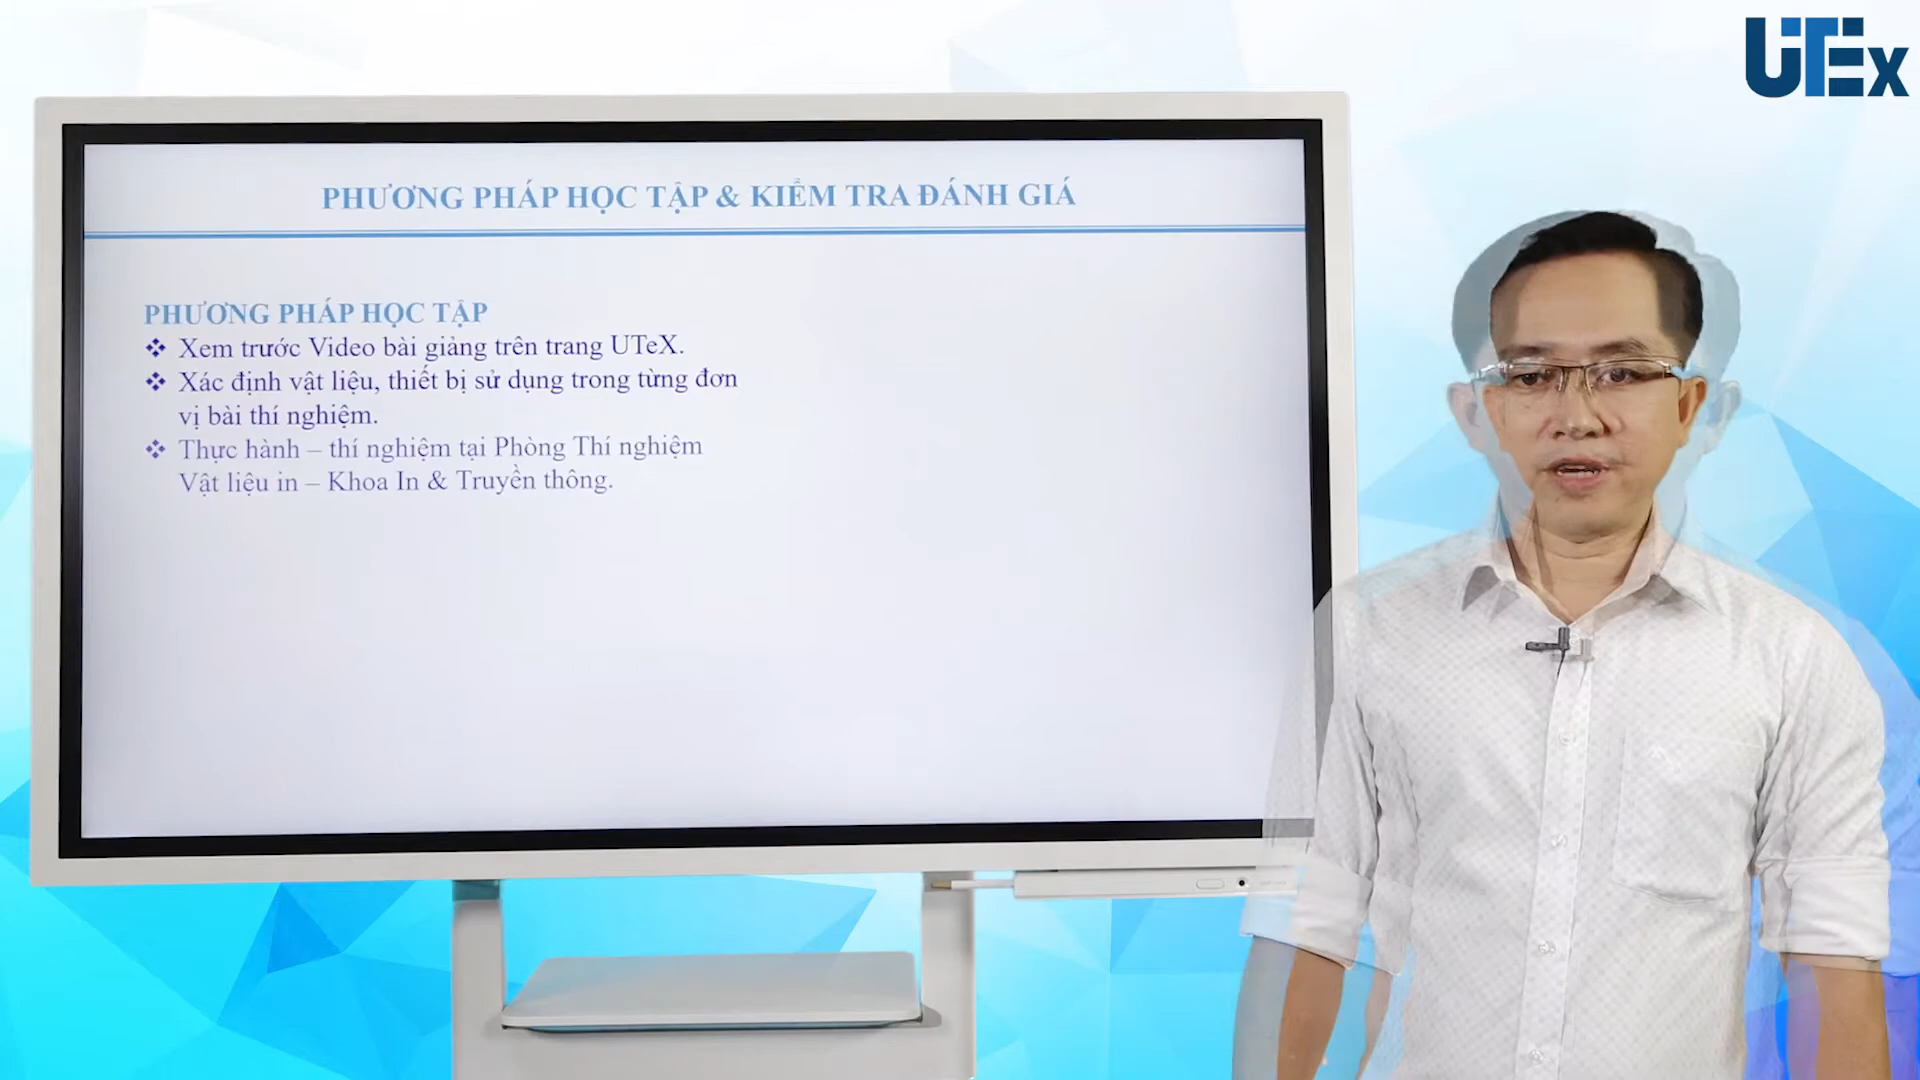 UTEx
PHƯƠNG PHÁP HỌC TẬP & KIỂM TRA ĐÁNH GIÁ
PHƯƠNG PHÁP HỌC TẬP
❖ Xem trước Video bài giảng trên trang UTeX.
❖ Xác định vật liệu, thiết bị sử dụng trong từng đơn
vị bài thí nghiệm.
❖ Thực hành – thí nghiệm tại Phòng Thí nghiệm
Vật liệu in – Khoa In & Truyền thông.